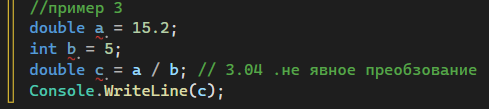 //пример 3
double a = 15.2;
int b = 5;
double c = a / b; // 3.04 .не явное преобзование
Console.WriteLine(c);